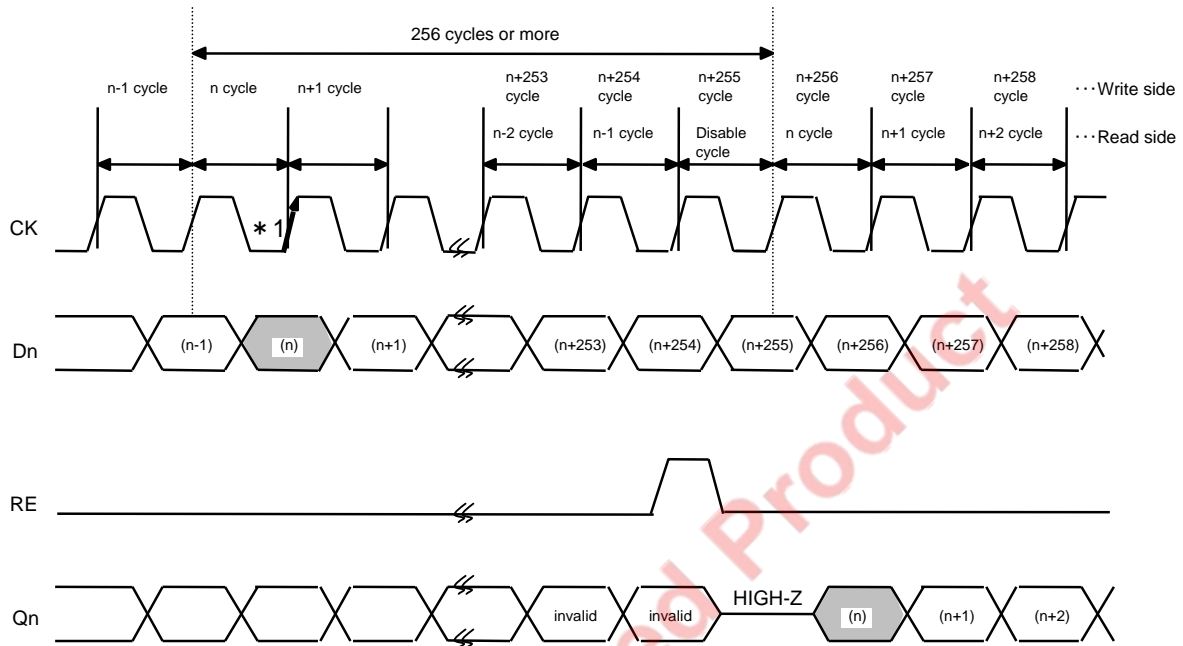 256 cycles or more
n-1 cycle n cycle n+1 cycle n+253 cycle n+254 cycle n+255 cycle n+256 cycle n+257 cycle n+258 cycle ···Write side
n-2 cycle n-1 cycle Disable cycle n cycle n+1 cycle n+2 cycle ···Read side
CK
*1
Dn (n-1) (n) (n+1) (n+253) (n+254) (n+255) (n+256) (n+257) (n+258)
RE
Qn invalid invalid HIGH-Z (n) (n+1) (n+2)
Product